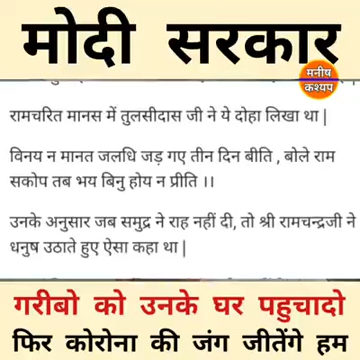 मोदी सरकार
मनीष
कश्यप
रामचरित मानस में तुलसीदास जी ने ये दोहा लिखा था |
विनय न मानत जलधि जड़ गए तीन दिन बीति , बोले राम
सकोप तब भय बिनु होय न प्रीति ।।
उनके अनुसार जब समुद्र ने राह नहीं दी, तो श्री रामचन्द्रजी ने
धनुष उठाते हुए ऐसा कहा था |
गरीबो को उनके घर पहुचादो
फिर कोरोना की जंग जीतेंगे हम